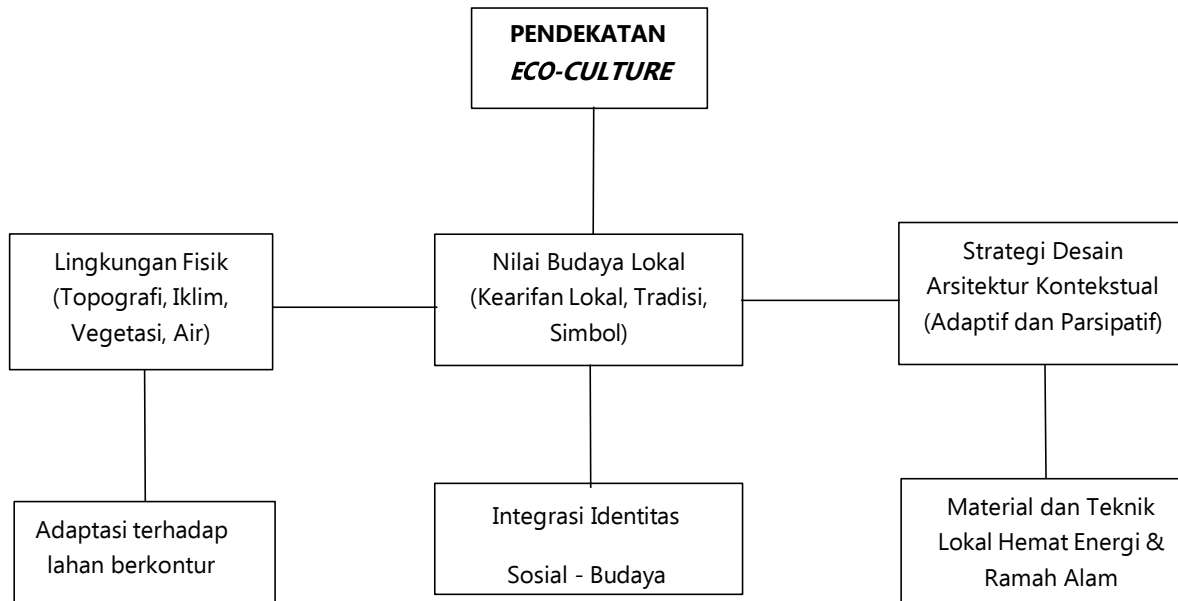 PENDEKATAN
ECO-CULTURE
Lingkungan Fisik
(Topografi, Iklim,
Vegetasi, Air)
Nilai Budaya Lokal
(Kearifan Lokal, Tradisi,
Simbol)
Strategi Desain
Arsitektur Kontekstual
(Adaptif dan Parsipatif)
Adaptasi terhadap
lahan berkontur
Integrasi Identitas
Sosial - Budaya
Material dan Teknik
Lokal Hemat Energi &
Ramah Alam